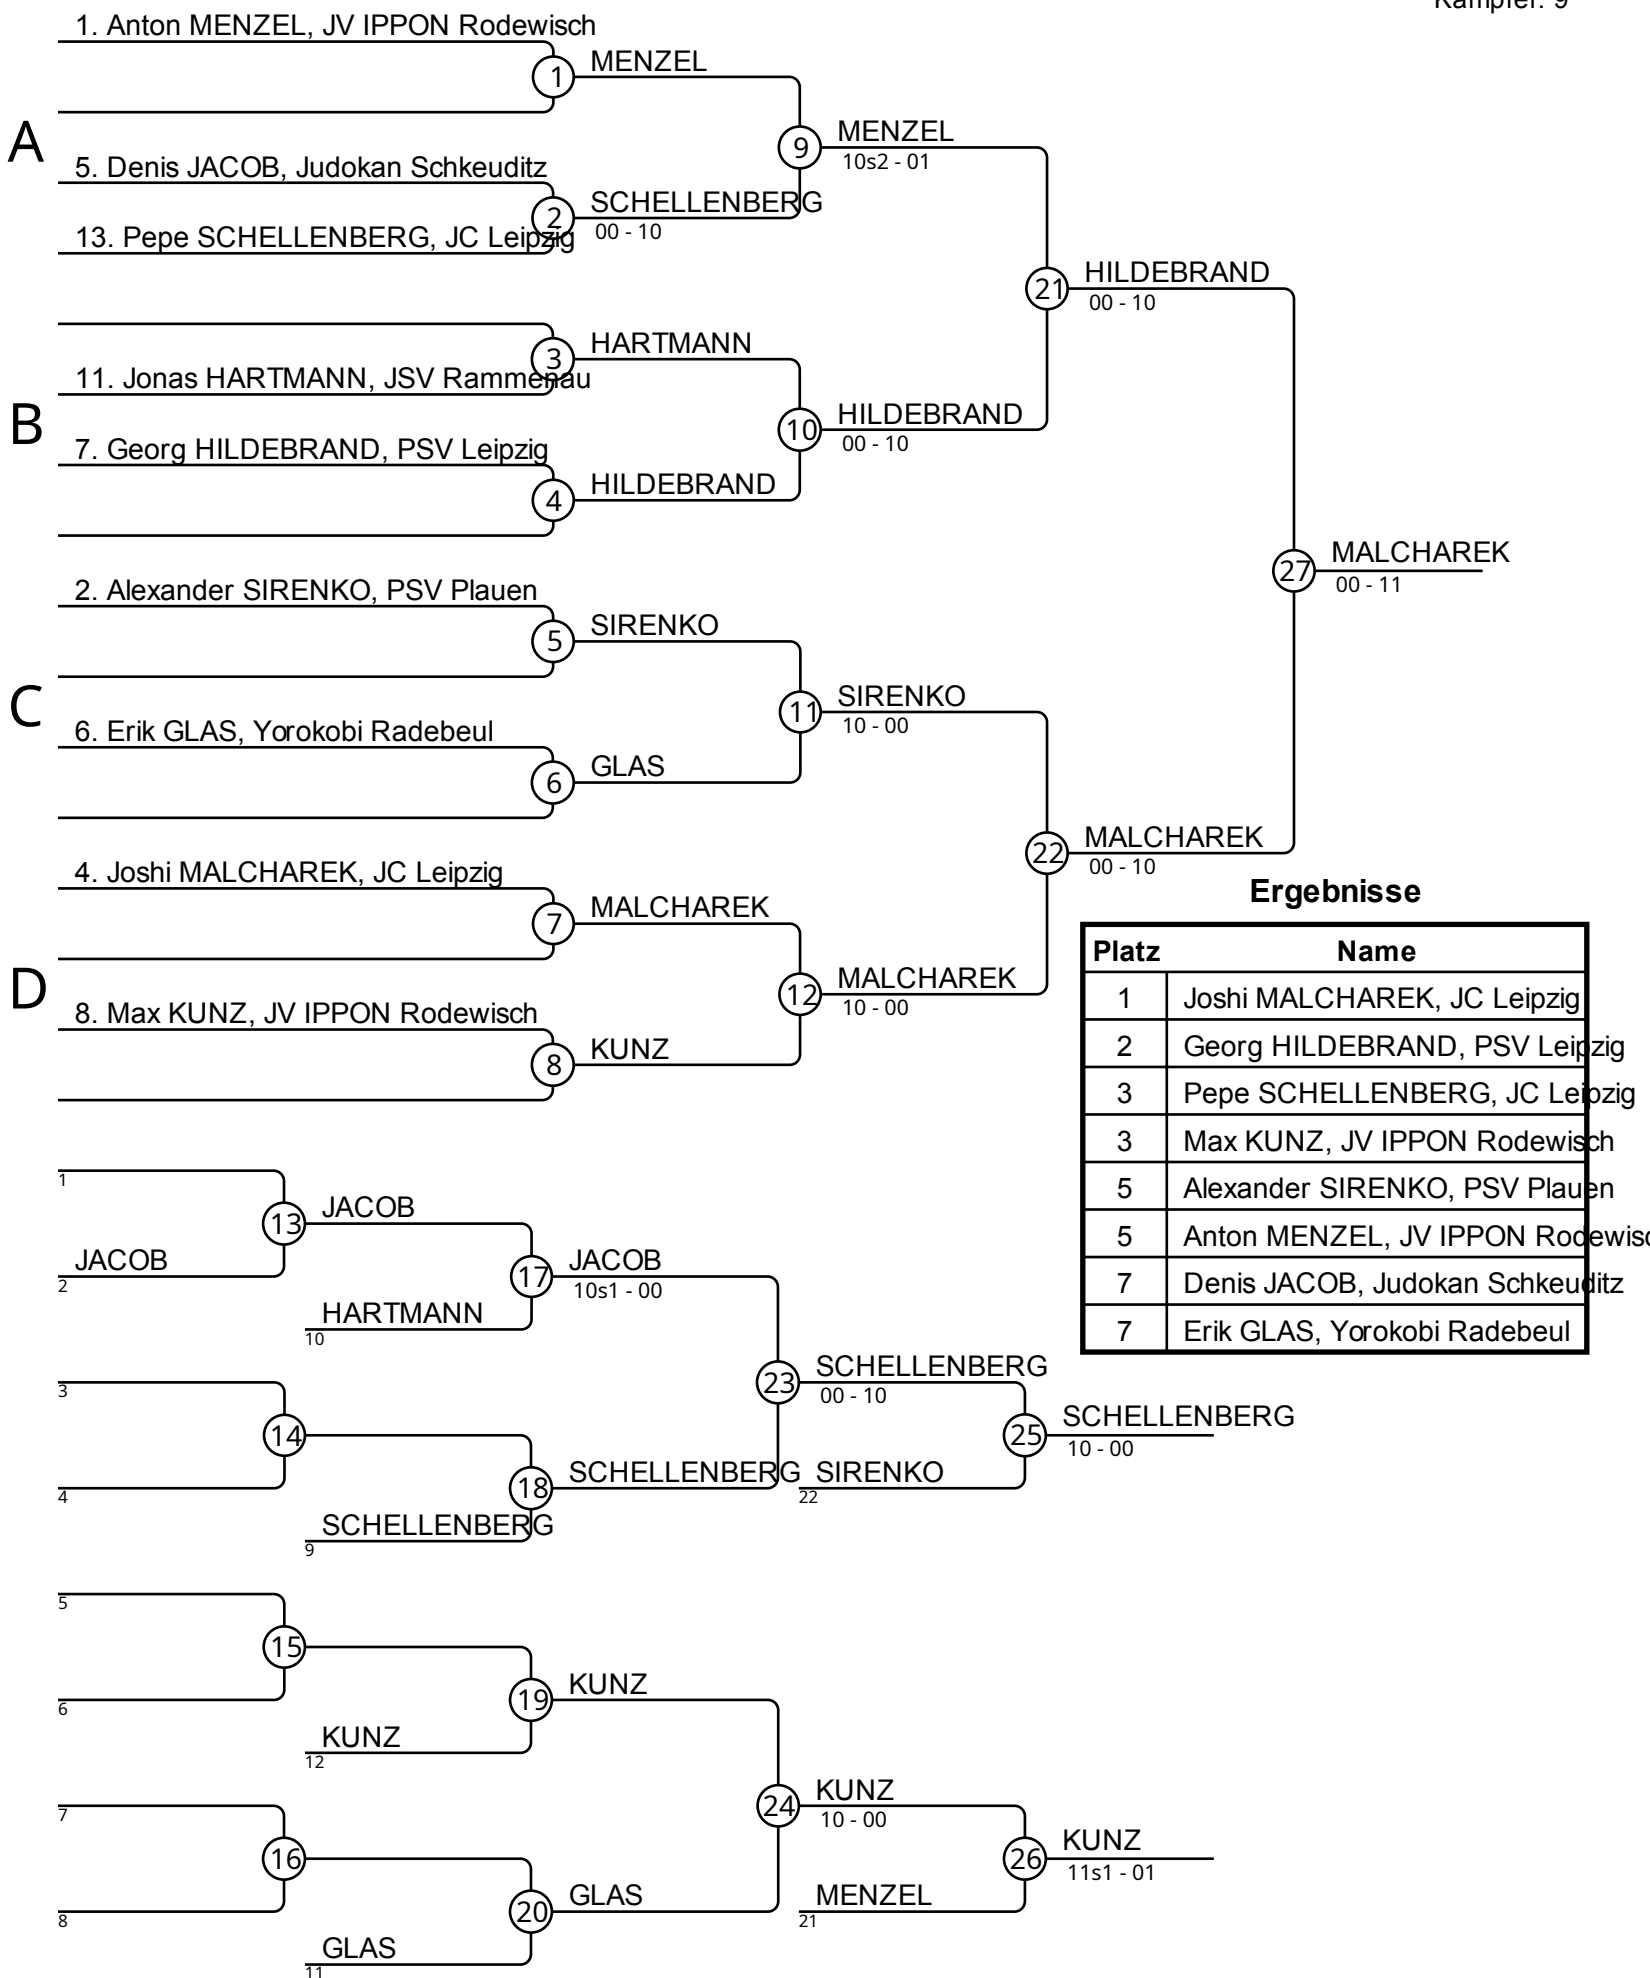 Kämpfer: 9
1. Anton MENZEL, JV IPPON Rodewisch
1 MENZEL
A
9 MENZEL
10s2 - 01
5. Denis JACOB, Judokan Schkeuditz
2 SCHELLENBERG
00 - 10
13. Pepe SCHELLENBERG, JC Leipzig
21 HILDEBRAND
00 - 10
3 HARTMANN
11. Jonas HARTMANN, JSV Rammenau
B
10 HILDEBRAND
00 - 10
7. Georg HILDEBRAND, PSV Leipzig
4 HILDEBRAND
27 MALCHAREK
00 - 11
2. Alexander SIRENKO, PSV Plauen
5 SIRENKO
C
11 SIRENKO
10 - 00
6. Erik GLAS, Yorokobi Radebeul
6 GLAS
22 MALCHAREK
00 - 10
4. Joshi MALCHAREK, JC Leipzig
7 MALCHAREK
D
12 MALCHAREK
10 - 00
8. Max KUNZ, JV IPPON Rodewisch
8 KUNZ
Ergebnisse
Platz Name
1 Joshi MALCHAREK, JC Leipzig
2 Georg HILDEBRAND, PSV Leipzig
3 Pepe SCHELLENBERG, JC Leipzig
3 Max KUNZ, JV IPPON Rodewisch
5 Alexander SIRENKO, PSV Plauen
5 Anton MENZEL, JV IPPON Rodewisc
7 Denis JACOB, Judokan Schkeuditz
7 Erik GLAS, Yorokobi Radebeul
1
13 JACOB
JACOB
2
17 JACOB
10s1 - 00
HARTMANN
10
23 SCHELLENBERG
00 - 10
3
14
4
18 SCHELLENBERG
SCHELLENBERG
9
25 SCHELLENBERG
10 - 00
SIRENKO
22
5
15
6
19 KUNZ
KUNZ
12
24 KUNZ
10 - 00
7
16
8
20 GLAS
GLAS
11
26 KUNZ
11s1 - 01
MENZEL
21